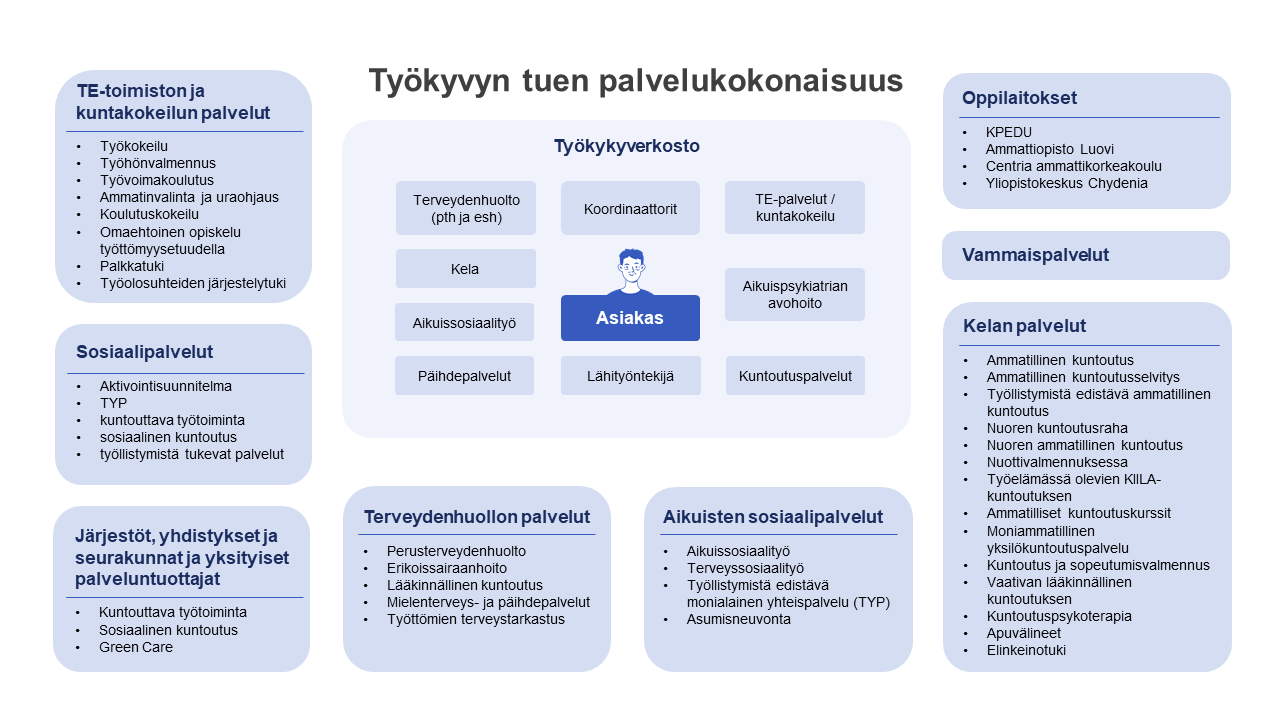 Työkyvyn tuen palvelukokonaisuus
TE-toimiston ja
kuntakokeilun palvelut
• Työkokeilu
• Työhönvalmennus
• Työvoimakoulutus
• Ammatinvalinta ja uraohjaus
• Koulutuskokeilu
• Omaehtoinen opiskelu
työttömyysetuudella
• Palkkatuki
• Työolosuhteiden järjestelytuki
Sosiaalipalvelut
• Aktivointisuunnitelma
• TYP
• kuntouttava työtoiminta
• sosiaalinen kuntoutus
• työllistymistä tukevat palvelut
Järjestöt, yhdistykset ja
seurakunnat ja yksityiset
palveluntuottajat
• Kuntouttava työtoiminta
• Sosiaalinen kuntoutus
• Green Care
Työkykyverkosto
Terveydenhuolto
(pth ja esh)
Koordinaattorit
TE-palvelut /
kuntakokeilu
Kela
Aikuispsykiatrian
avohoito
Aikuissosiaalityö
Asiakas
Päihdepalvelut
Lähityöntekijä
Kuntoutuspalvelut
Terveydenhuollon palvelut
• Perusterveydenhuolto
• Erikoissairaanhoito
• Lääkinnällinen kuntoutus
• Mielenterveys- ja päihdepalvelut
• Työttömien terveystarkastus
Aikuisten sosiaalipalvelut
• Aikuissosiaalityö
• Terveyssosiaalityö
• Työllistymistä edistävä
monialainen yhteispalvelu (TYP)
• Asumisneuvonta
Oppilaitokset
• KPEDU
• Ammattiopisto Luovi
• Centria ammattikorkeakoulu
• Yliopistokeskus Chydenia
Vammaispalvelut
Kelan palvelut
• Ammatillinen kuntoutus
• Ammatillinen kuntoutusselvitys
• Työllistymistä edistävä ammatillinen
kuntoutus
• Nuoren kuntoutusraha
• Nuoren ammatillinen kuntoutus
• Nuottivalmennuksessa
• Työelämässä olevien KIILA-
kuntoutuksen
• Ammatilliset kuntoutuskurssit
• Moniammatillinen
yksilökuntoutuspalvelu
• Kuntoutus ja sopeutumisvalmennus
• Vaativan lääkinnällinen
kuntoutuksen
• Kuntoutuspsykoterapia
• Apuvälineet
• Elinkeinotuki